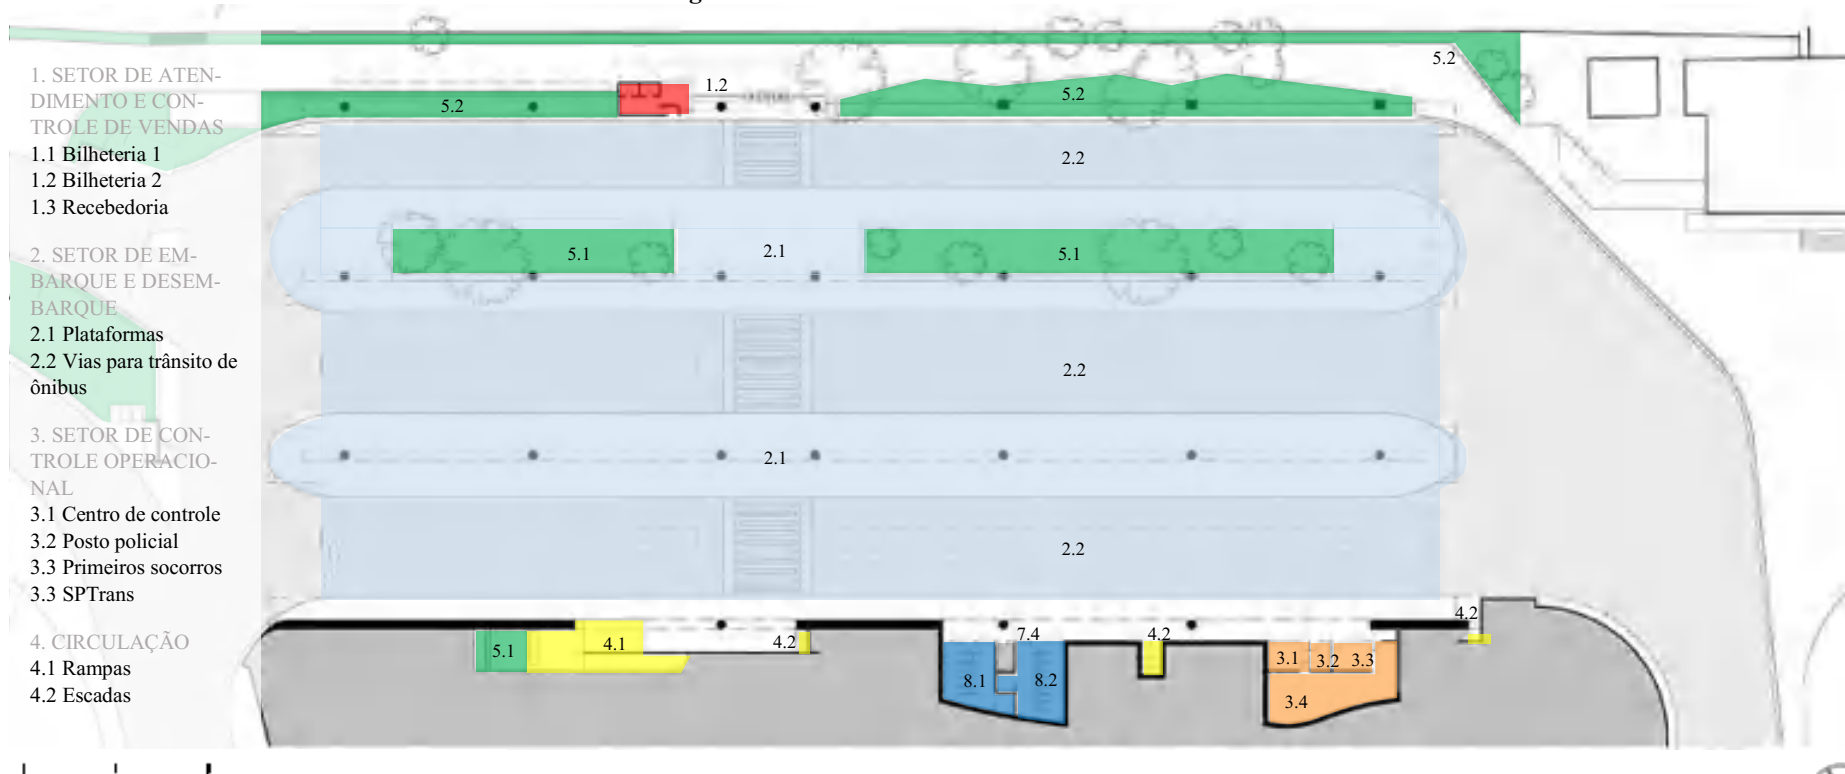 g
1. SETOR DE ATEN-
DIMENTO E CON-
TROLE DE VENDAS
1.1 Bilheteria 1
1.2 Bilheteria 2
1.3 Recebedoria
2. SETOR DE EM-
BARQUE E DESEM-
BARQUE
2.1 Plataformas
2.2 Vias para trânsito de
ônibus
3. SETOR DE CON-
TROLE OPERACIO-
NAL
3.1 Centro de controle
3.2 Posto policial
3.3 Primeiros socorros
3.3 SPTrans
4. CIRCULAÇÃO
4.1 Rampas
4.2 Escadas
5.2
1.2
5.2
5.2
2.2
5.1
2.1
5.1
2.2
2.1
2.2
4.2
5.1
4.1
4.2
7.4
4.2
8.1
8.2
3.1
3.2
3.3
3.4